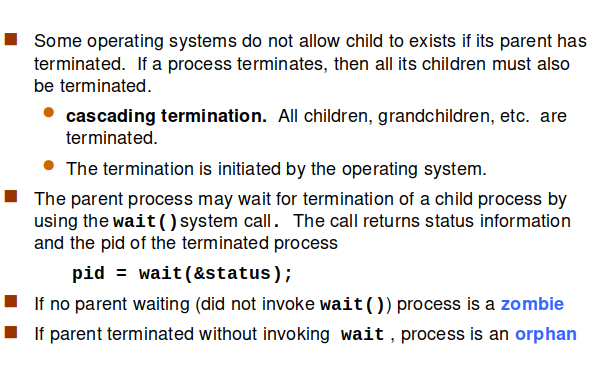 Some operating systems do not allow child to exists if its parent has
terminated.  If a process terminates, then all its children must also
be terminated.
cascading termination.  All children, grandchildren, etc.  are
terminated.
The termination is initiated by the operating system.
The parent process may wait for termination of a child process by
using the wait()system call.  The call returns status information
and the pid of the terminated process
pid = wait(&status);
If no parent waiting (did not invoke wait()) process is a zombie
If parent terminated without invoking  wait , process is an orphan